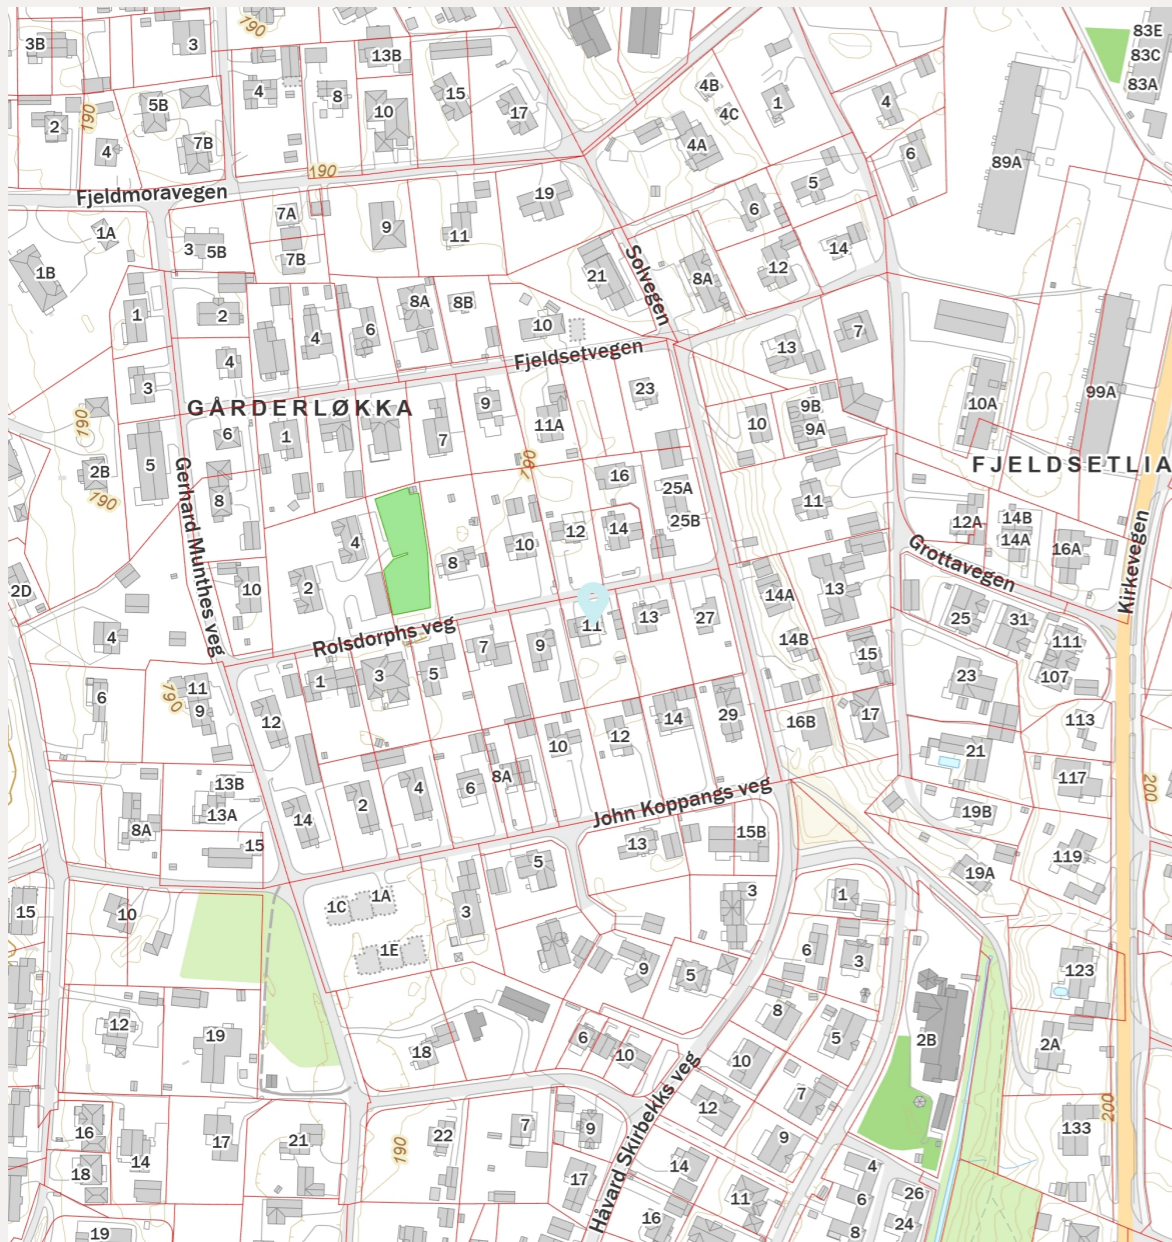 190
3B
3
13B
83E
83C
83A
4
8
10
15
17
4B
4C
1
4
4A
2
190
5B
4
7B
6
89A
190
Fjeldmoravegen
7A
9
11
19
6
5
1A
3
5B
7B
1B
Solvegen
21
8A
12
14
1
2
4
6
8A
8B
10
13
7
Fjeldsetvegen
4
3
23
9
99A
10A
GÅRDERLØKKA
190
6
1
7
11A
10
9B
9A
2B
5
190
FJELDSETLIA
190
8
16
25A
25B
11
12A
14B
14A
16A
Gerhard Munthes veg
4
8
10
12
14
Grottavegen
Kirkevegen
2D
10
2
14A
13
25
31
111
107
4
Rolsdorphs veg
7
9
11
13
27
14B
15
6
190
11
9
1
3
5
23
12
10
12
14
29
16B
17
113
21
117
13B
13A
14
2
4
6
8A
John Koppangs veg
19B
200
8A
15
13
15B
119
19A
5
3
1
15
10
1C
1A
3
1E
9
5
6
3
123
12
19
18
6
10
8
5
2B
2A
10
7
12
200
16
14
17
21
190
22
7
9
Håvard Skirbekks veg
9
133
18
17
14
4
11
6
26
19
16
8
24